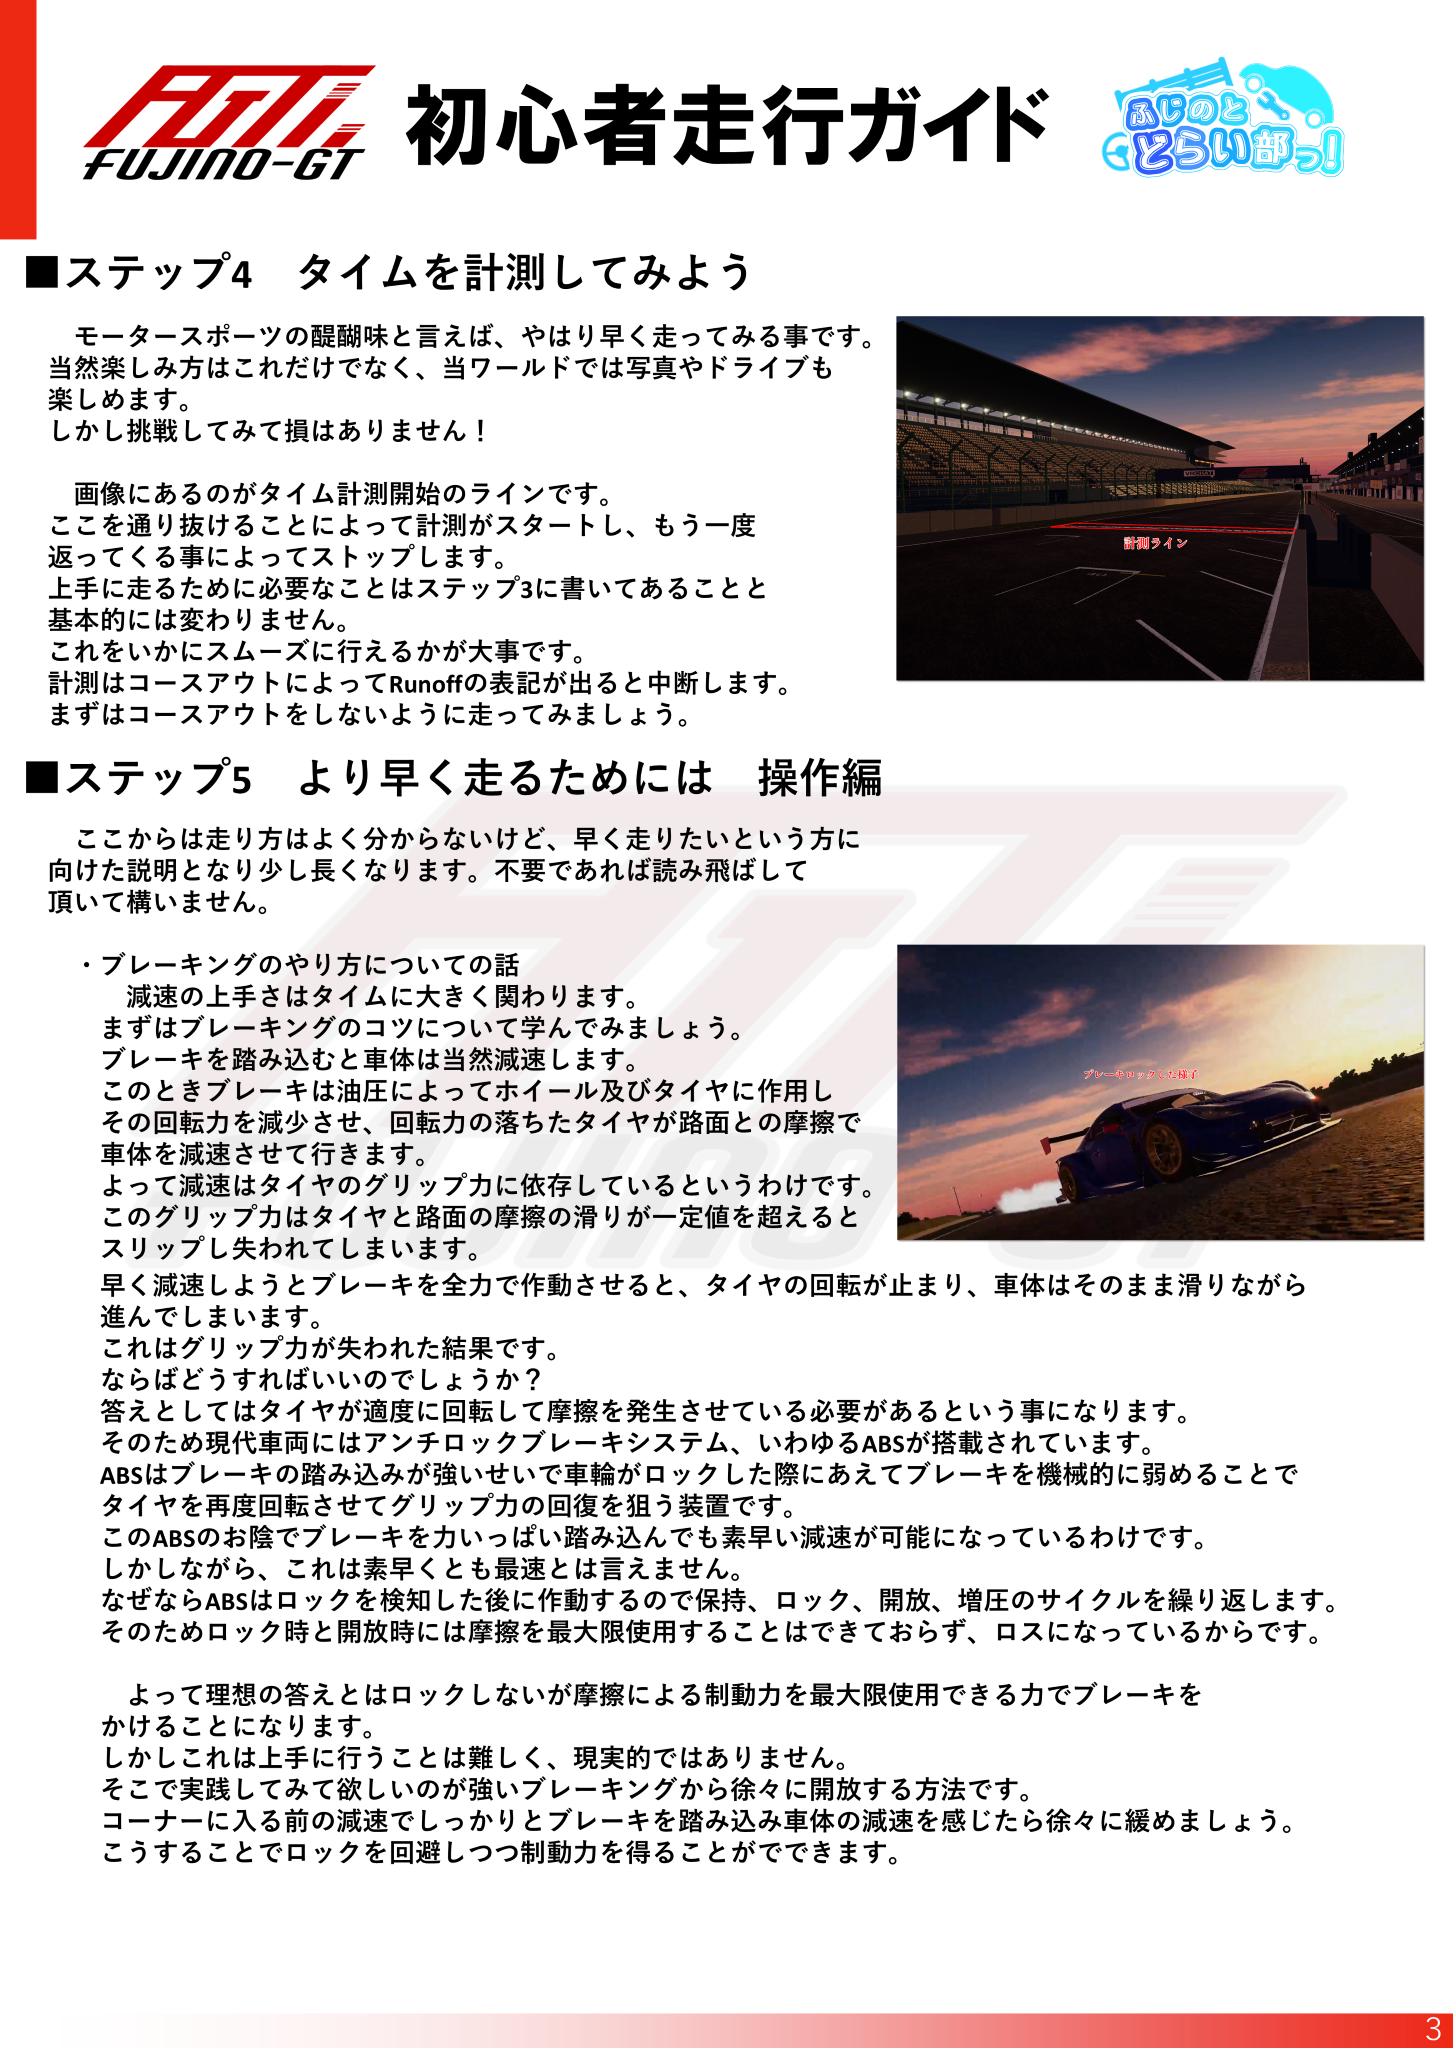 FUJINO-GT
初心者走行ガイド
ふじのと
どらい部っ!
■ステップ4　タイムを計測してみよう
モータースポーツの醍醐味と言えば、やはり早く走ってみる事です。
当然楽しみ方はこれだけでなく、当ワールドでは写真やドライブも
楽しめます。
しかし挑戦してみて損はありません！
画像にあるのがタイム計測開始のラインです。
ここを通り抜けることによって計測がスタートし、もう一度
返ってくる事によってストップします。
上手に走るために必要なことはステップ3に書いてあることと
基本的には変わりません。
これをいかにスムーズに行えるかが大事です。
計測はコースアウトによってRunoffの表記が出ると中断します。
まずはコースアウトをしないように走ってみましょう。
計測ライン
■ステップ5　より早く走るためには　操作編
ここからは走り方はよく分からないけど、早く走りたいという方に
向けた説明となり少し長くなります。不要であれば読み飛ばして
頂いて構いません。
・ブレーキングのやり方についての話
減速の上手さはタイムに大きく関わります。
まずはブレーキングのコツについて学んでみましょう。
ブレーキを踏み込むと車体は当然減速します。
このときブレーキは油圧によってホイール及びタイヤに作用し
その回転力を減少させ、回転力の落ちたタイヤが路面との摩擦で
車体を減速させて行きます。
よって減速はタイヤのグリップ力に依存しているというわけです。
このグリップ力はタイヤと路面の摩擦の滑りが一定値を超えると
スリップし失われてしまいます。
ブレーキロックした様子
早く減速しようとブレーキを全力で作動させると、タイヤの回転が止まり、車体はそのまま滑りながら
進んでしまいます。
これはグリップ力が失われた結果です。
ならばどうすればいいのでしょうか？
答えとしてはタイヤが適度に回転して摩擦を発生させている必要があるという事になります。
そのため現代車両にはアンチロックブレーキシステム、いわゆるABSが搭載されています。
ABSはブレーキの踏み込みが強いせいで車輪がロックした際にあえてブレーキを機械的に弱めることで
タイヤを再度回転させてグリップ力の回復を狙う装置です。
このABSのお陰でブレーキを力いっぱい踏み込んでも素早い減速が可能になっているわけです。
しかしながら、これは素早くとも最速とは言えません。
なぜならABSはロックを検知した後に作動するので保持、ロック、開放、増圧のサイクルを繰り返します。
そのためロック時と開放時には摩擦を最大限使用することはできておらず、ロスになっているからです。
よって理想の答えとはロックしないが摩擦による制動力を最大限使用できる力でブレーキを
かけることになります。
しかしこれは上手に行うことは難しく、現実的ではありません。
そこで実践してみて欲しいのが強いブレーキングから徐々に開放する方法です。
コーナーに入る前の減速でしっかりとブレーキを踏み込み車体の減速を感じたら徐々に緩めましょう。
こうすることでロックを回避しつつ制動力を得ることがでできます。
3